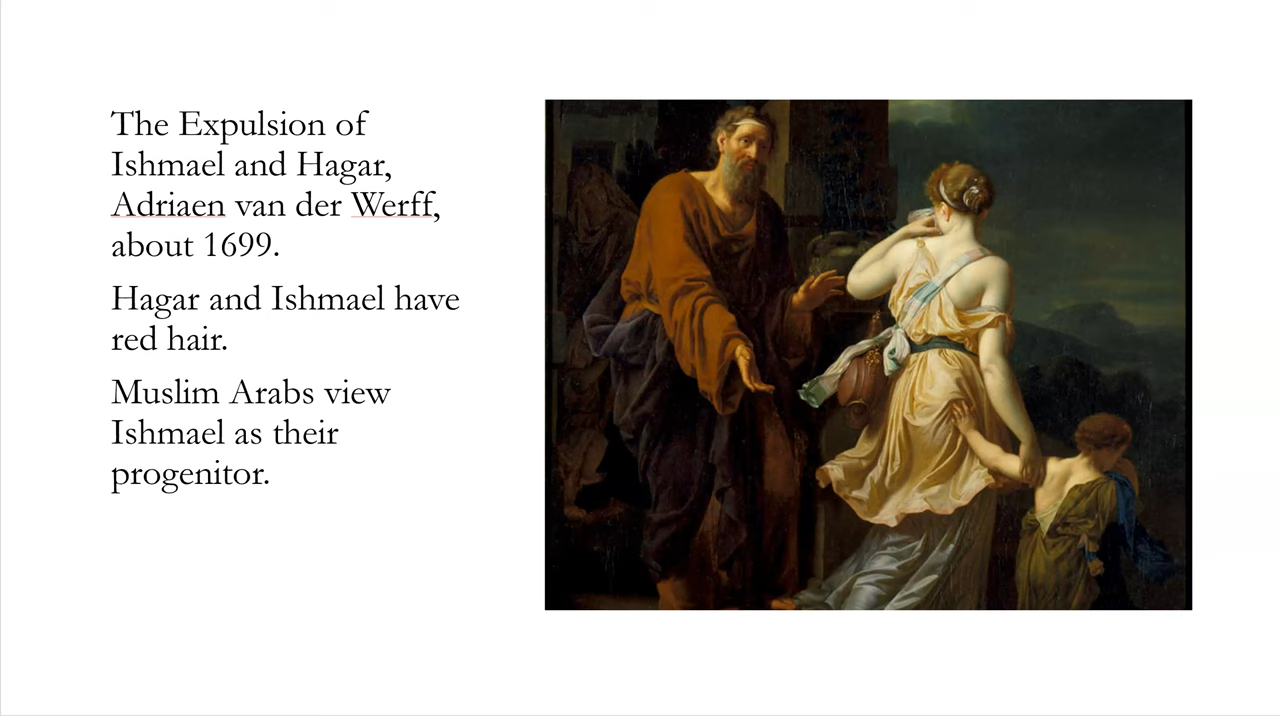 The Expulsion of
Ishmael and Hagar,
Adriaen van der Werff,
about 1699.
Hagar and Ishmael have
red hair.
Muslim Arabs view
Ishmael as their
progenitor.